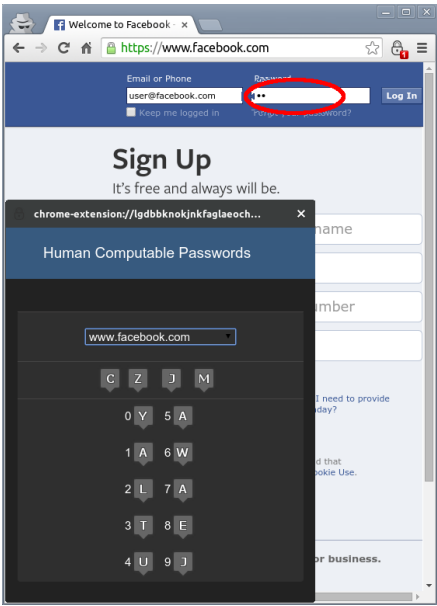 Welcome to Facebook - ×
https://www.facebook.com
Email or Phone
Password
user@facebook.com
••
Log In
Keep me logged in
Forgot your password?
Sign Up
It's free and always will be.
chrome-extension://lgdbbknokjnkfaglaeoch... ×
name
Human Computable Passwords
umber
www.facebook.com
C Z J M
I need to provide
day?
0 Y 5 A
1 A 6 W
d that
ookie Use.
2 L 7 A
3 T 8 E
or business.
4 U 9 J